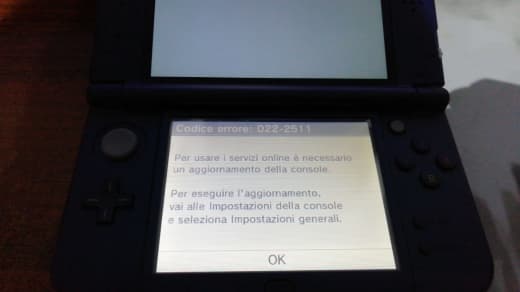 Codice errore: 022-2511
Per usare i servizi online è necessario
un aggiornamento della console.
Per eseguire l'aggiornamento,
vai alle Impostazioni della console
e seleziona Impostazioni generali.
OK